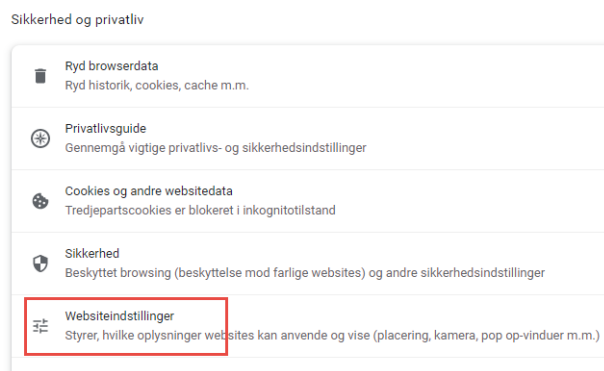 Sikkerhed og privatliv
Ryd browserdata
Ryd historik, cookies, cache m.m.
Privatlivsguide
Gennemgå vigtige privatlivs- og sikkerhedsindstillinger
Cookies og andre websitedata
Tredjepartscookies er blokeret i inkognitotilstand
Sikkerhed
Beskyttet browsing (beskyttelse mod farlige websites) og andre sikkerhedsindstillinger
Websiteindstillinger
Styrer, hvilke oplysninger websites kan anvende og vise (placering, kamera, pop op-vinduer m.m.)